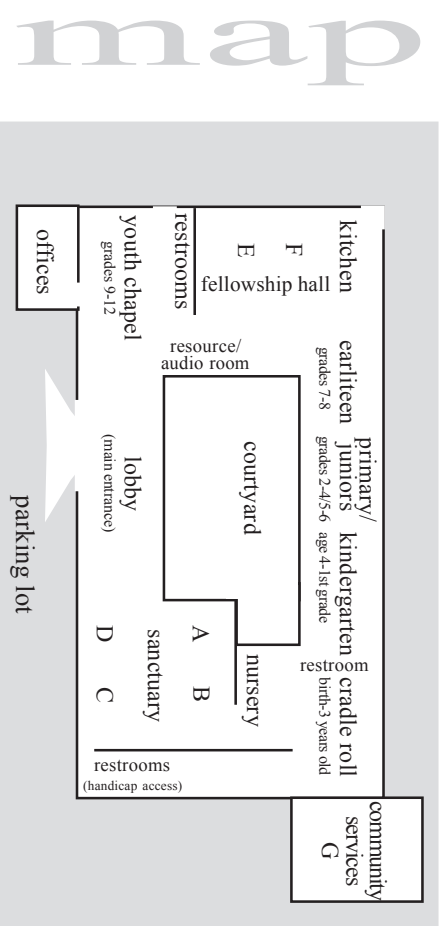 map
kitchen
F
E
fellowship hall
restrooms
youth chapel
grades 9-12
offices
earliteen
grades 7-8
resource/
audio room
primary/
juniors
grades 2-4/5-6
kindergarten
age 4-1st grade
courtyard
lobby
(main entrance)
parking lot
restroom
cradle roll
birth-3 years old
nursery
A
B
sanctuary
D
C
restrooms
(handicap access)
community
services
G